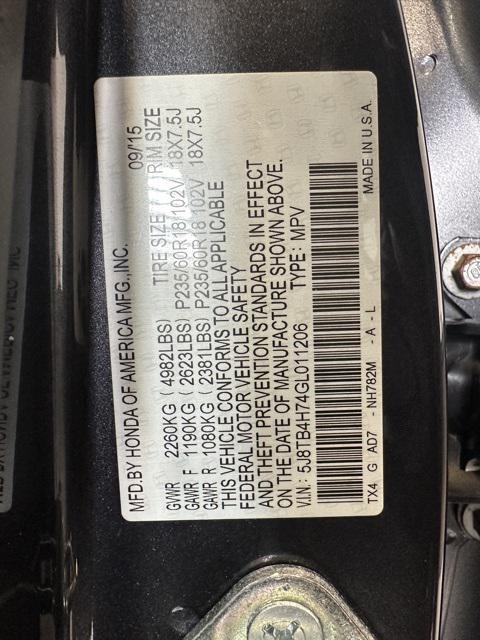 MFD.BY HONDA OF AMERICA MFG.,INC. 09/'15
TIRE SIZE RIM SIZE
GVWR 2260KG ( 4982LBS)
GAWR F 1190KG ( 2623LBS) P235/60R18 102V 18X7.5J
GAWR R 1080KG ( 2381LBS) P235/60R18 102V 18X7.5J
THIS VEHICLE CONFORMS TO ALL APPLICABLE
FEDERAL MOTOR VEHICLE SAFETY
AND THEFT PREVENTION STANDARDS IN EFFECT
ON THE DATE OF MANUFACTURE SHOWN ABOVE.
V.I.N.: 5J8TB4H74GL011206 TYPE: MPV
TX4 G AD7 - NH782M - A - L MADE IN U.S.A.